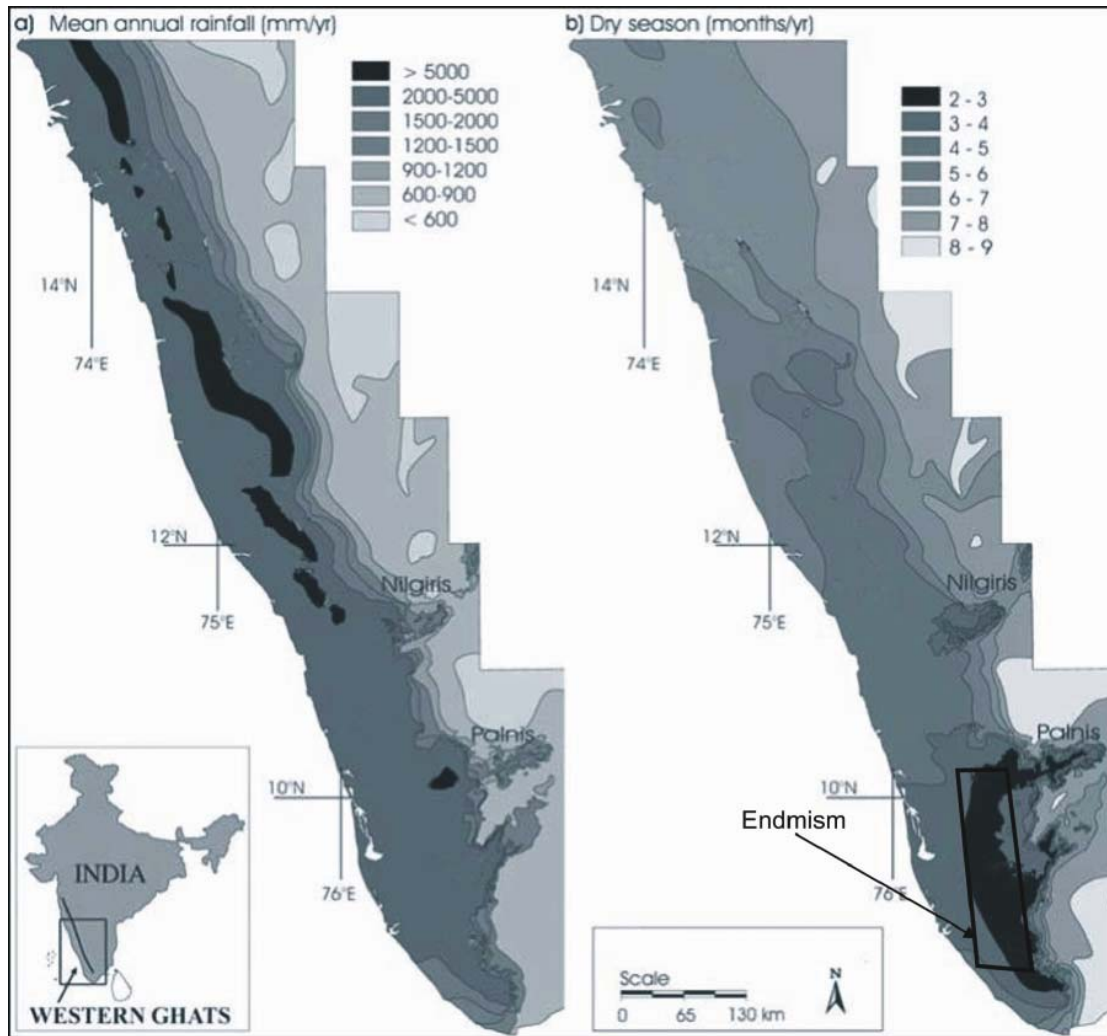 a) Mean annual rainfall (mm/yr)
> 5000
2000-5000
1500-2000
1200-1500
900-1200
600-900
< 600
14°N
74°E
12°N
75°E
Nilgiris
Palnis
10°N
76°E
INDIA
WESTERN GHATS
b) Dry season (months/yr)
2 - 3
3 - 4
4 - 5
5 - 6
6 - 7
7 - 8
8 - 9
14°N
74°E
12°N
75°E
Nilgiris
Palnis
10°N
Endmism
76°E
Scale
0 65 130 km
N